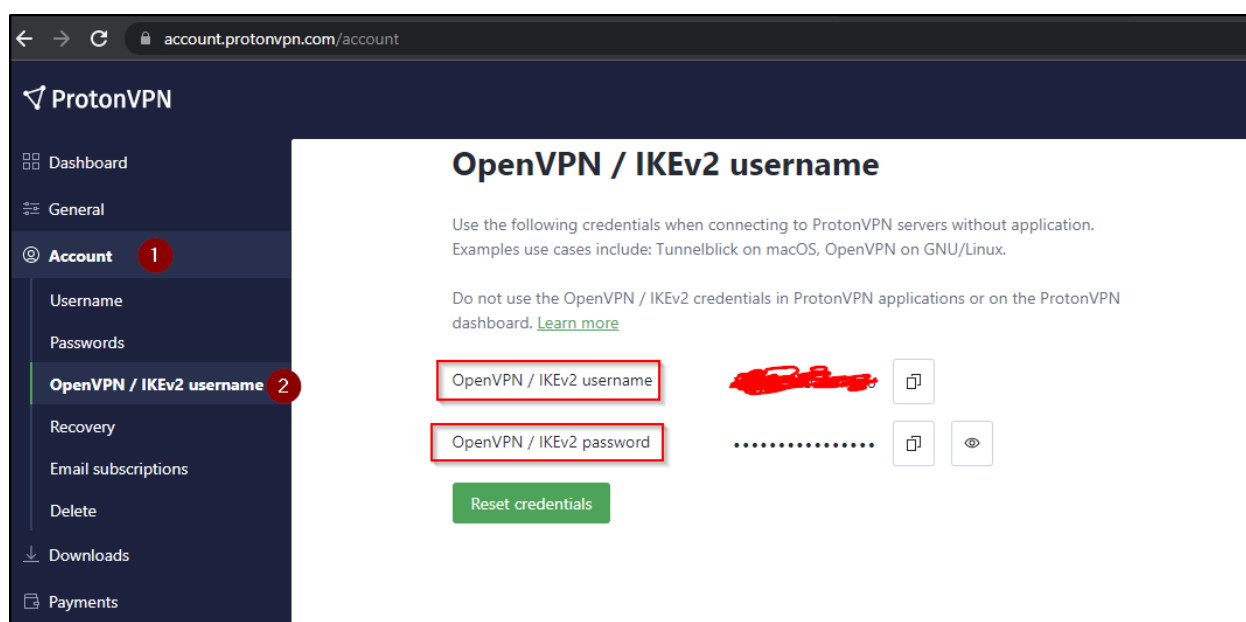 account.protonvpn.com/account
ProtonVPN
Dashboard
General
Account 1
Username
Passwords
OpenVPN / IKEv2 username 2
Recovery
Email subscriptions
Delete
Downloads
Payments
OpenVPN / IKEv2 username
Use the following credentials when connecting to ProtonVPN servers without application.
Examples use cases include: Tunnelblick on macOS, OpenVPN on GNU/Linux.
Do not use the OpenVPN / IKEv2 credentials in ProtonVPN applications or on the ProtonVPN
dashboard. Learn more
OpenVPN / IKEv2 username
OpenVPN / IKEv2 password ••••••••••••••••
Reset credentials